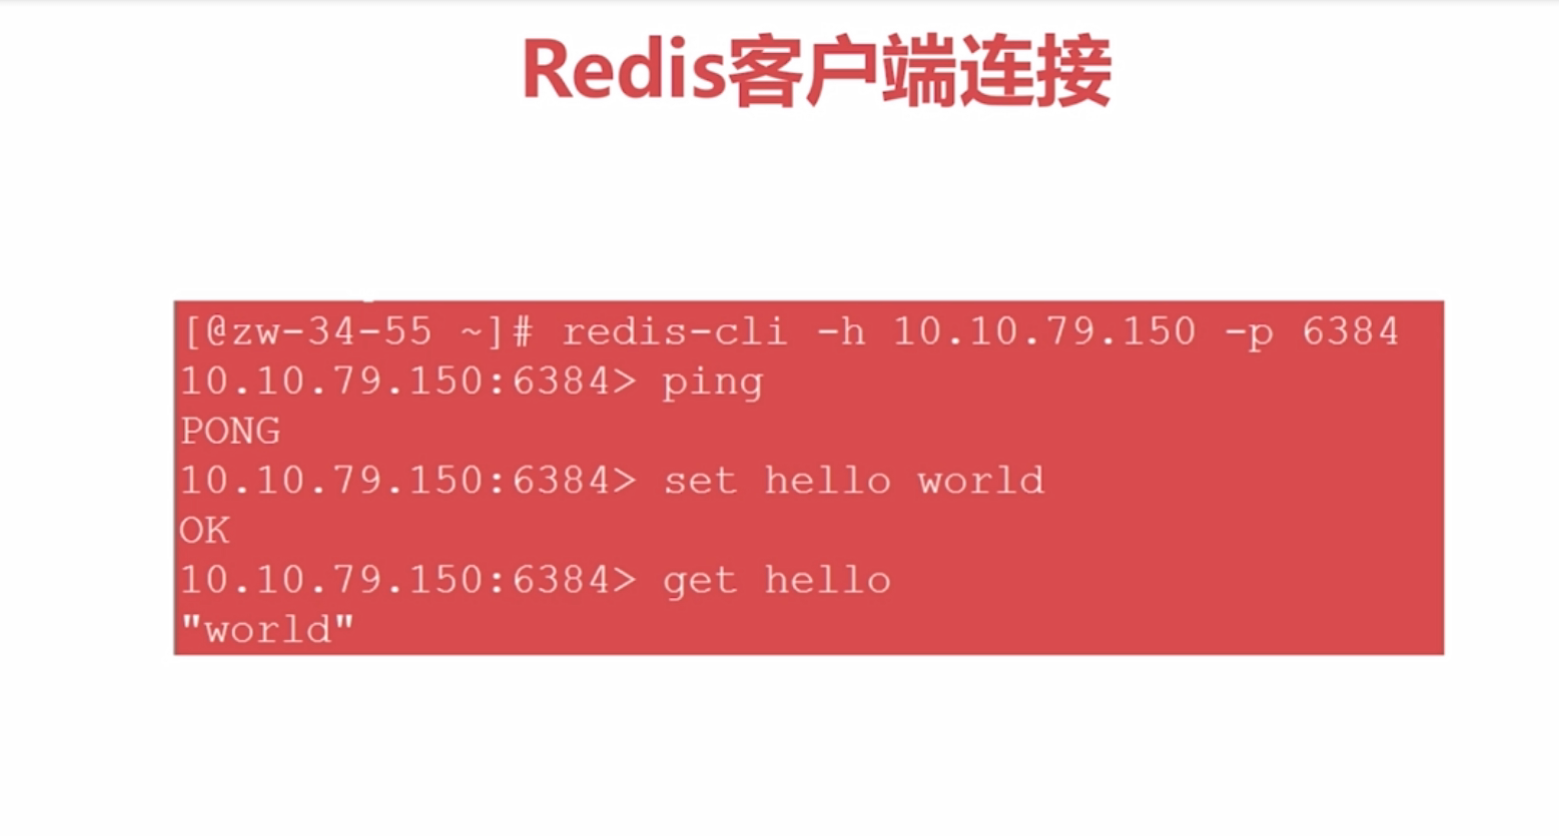 Redis客户端连接
[@zw-34-55 ~]# redis-cli -h 10.10.79.150 -p 6384
10.10.79.150:6384> ping
PONG
10.10.79.150:6384> set hello world
OK
10.10.79.150:6384> get hello
"world"